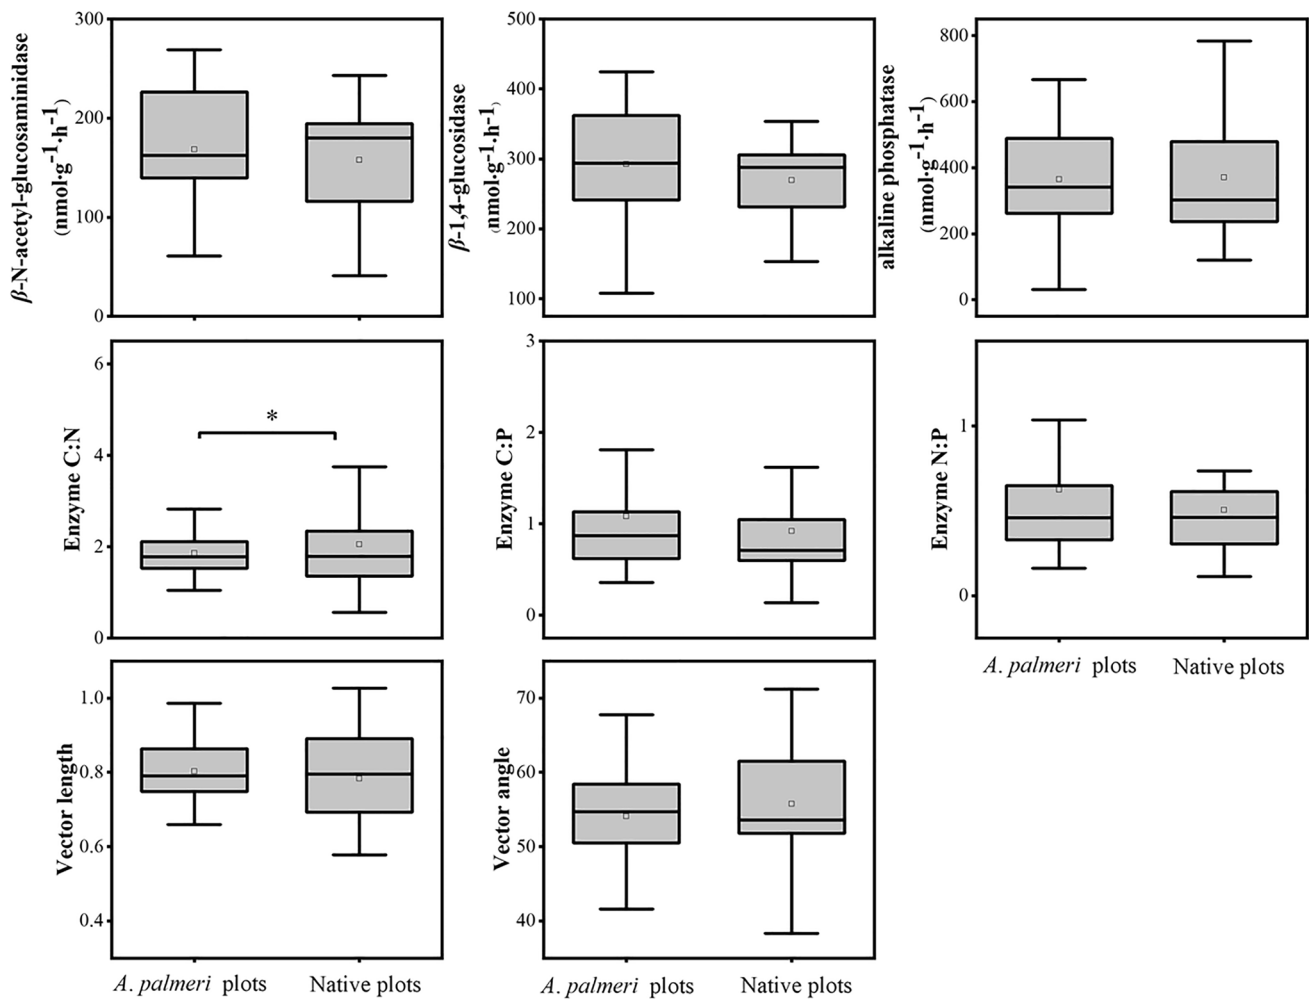 β-N-acetyl-glucosaminidase
(nmol·g⁻¹·h⁻¹)
300
200
100
0
β-1,4-glucosidase
(nmol·g⁻¹·h⁻¹)
500
400
300
200
100
alkaline phosphatase
(nmol·g⁻¹·h⁻¹)
800
600
400
200
0
Enzyme C:N
6
4
2
0
*
Enzyme C:P
3
2
1
0
Enzyme N:P
1
0
A. palmeri plots
Native plots
Vector length
1.0
0.8
0.6
0.4
A. palmeri plots
Native plots
Vector angle
70
60
50
40
A. palmeri plots
Native plots